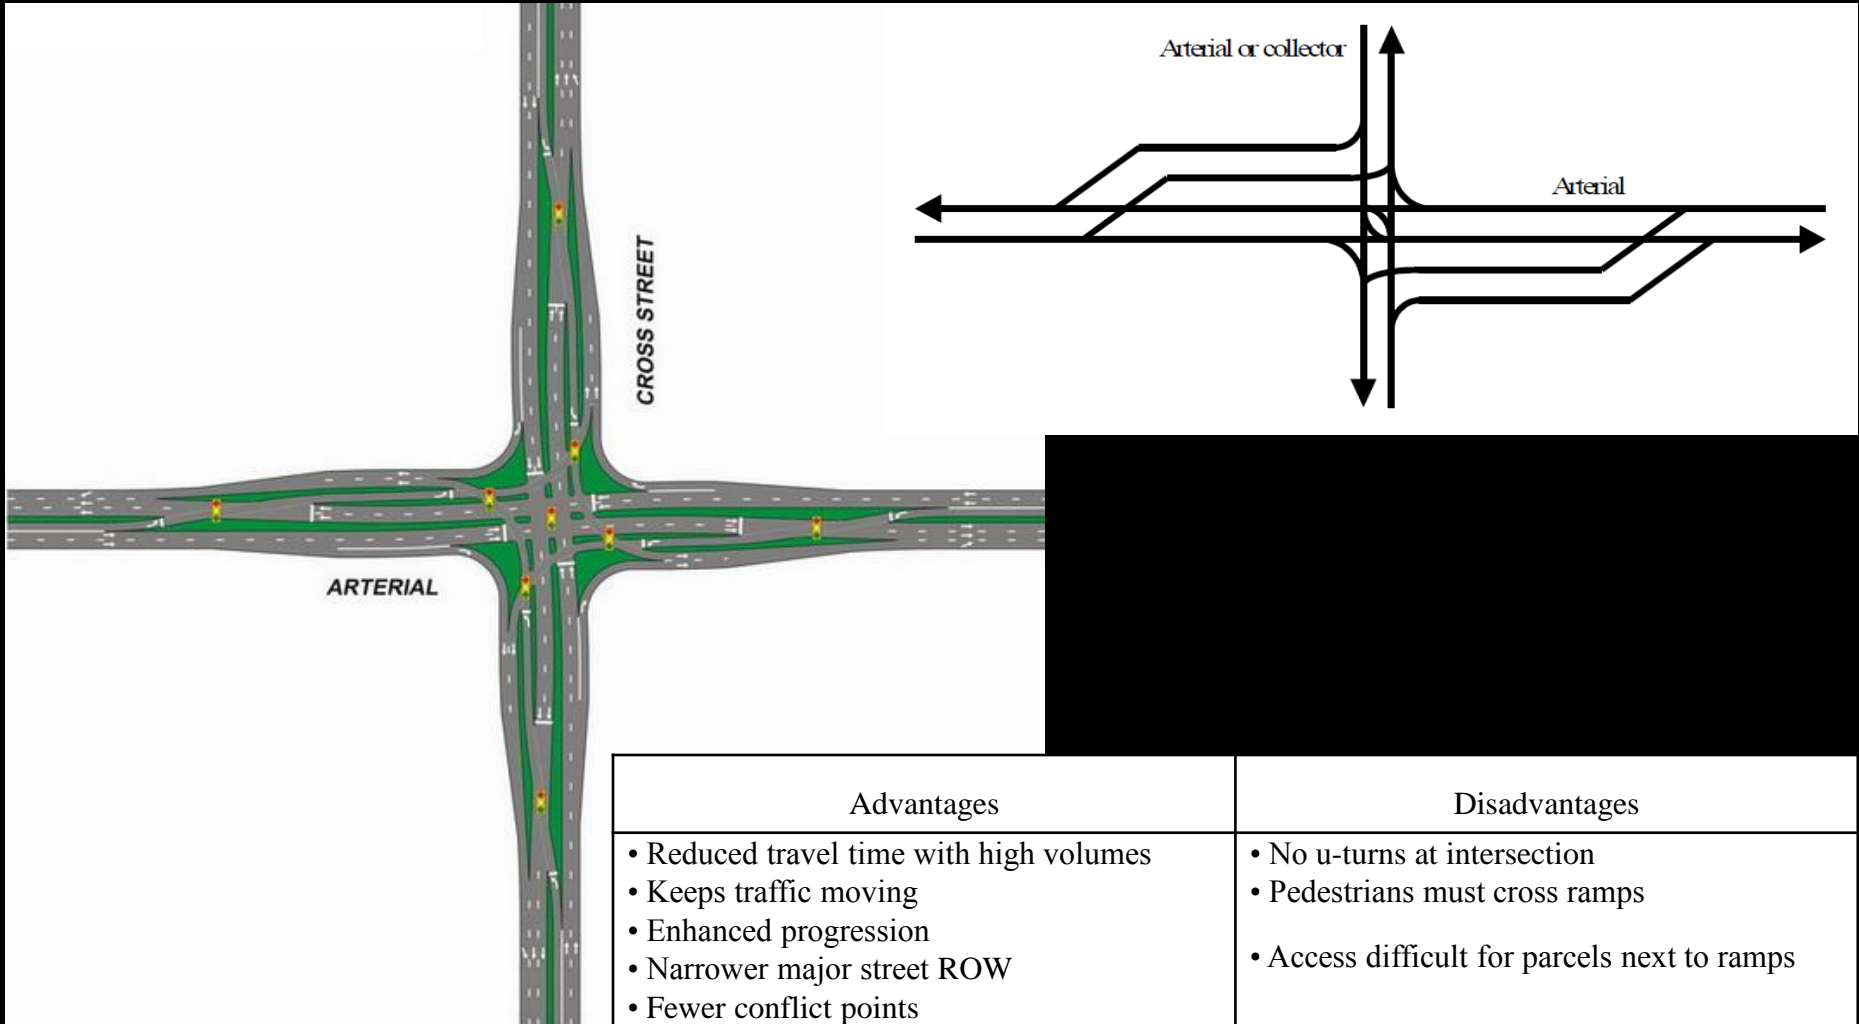 Arterial or collector
Arterial
CROSS STREET
ARTERIAL
Advantages
Disadvantages
• Reduced travel time with high volumes
• Keeps traffic moving
• Enhanced progression
• Narrower major street ROW
• Fewer conflict points
• No u-turns at intersection
• Pedestrians must cross ramps
• Access difficult for parcels next to ramps